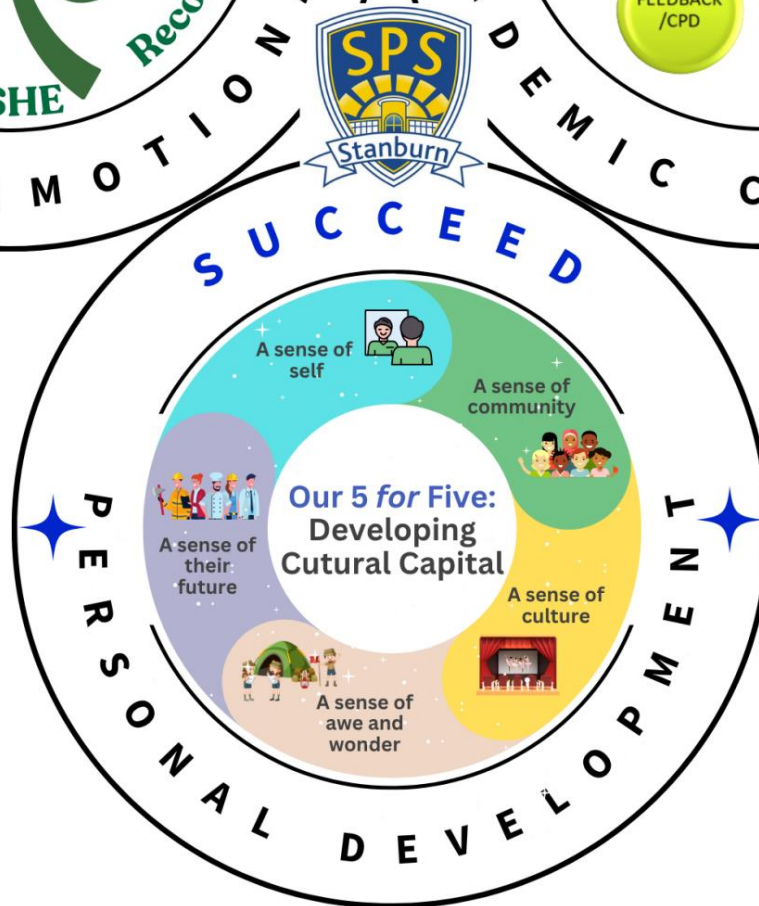 FEEDBACK
/CPD
Reco
SHE
MOTION
DEMIC C
SPS
Stanburn
SUCCEED
A sense of
self
A sense of
community
Our 5 for Five:
Developing
Cutural Capital
A sense of
their
future
A sense of
culture
A sense of
awe and
wonder
PERSONAL DEVELOPMENT